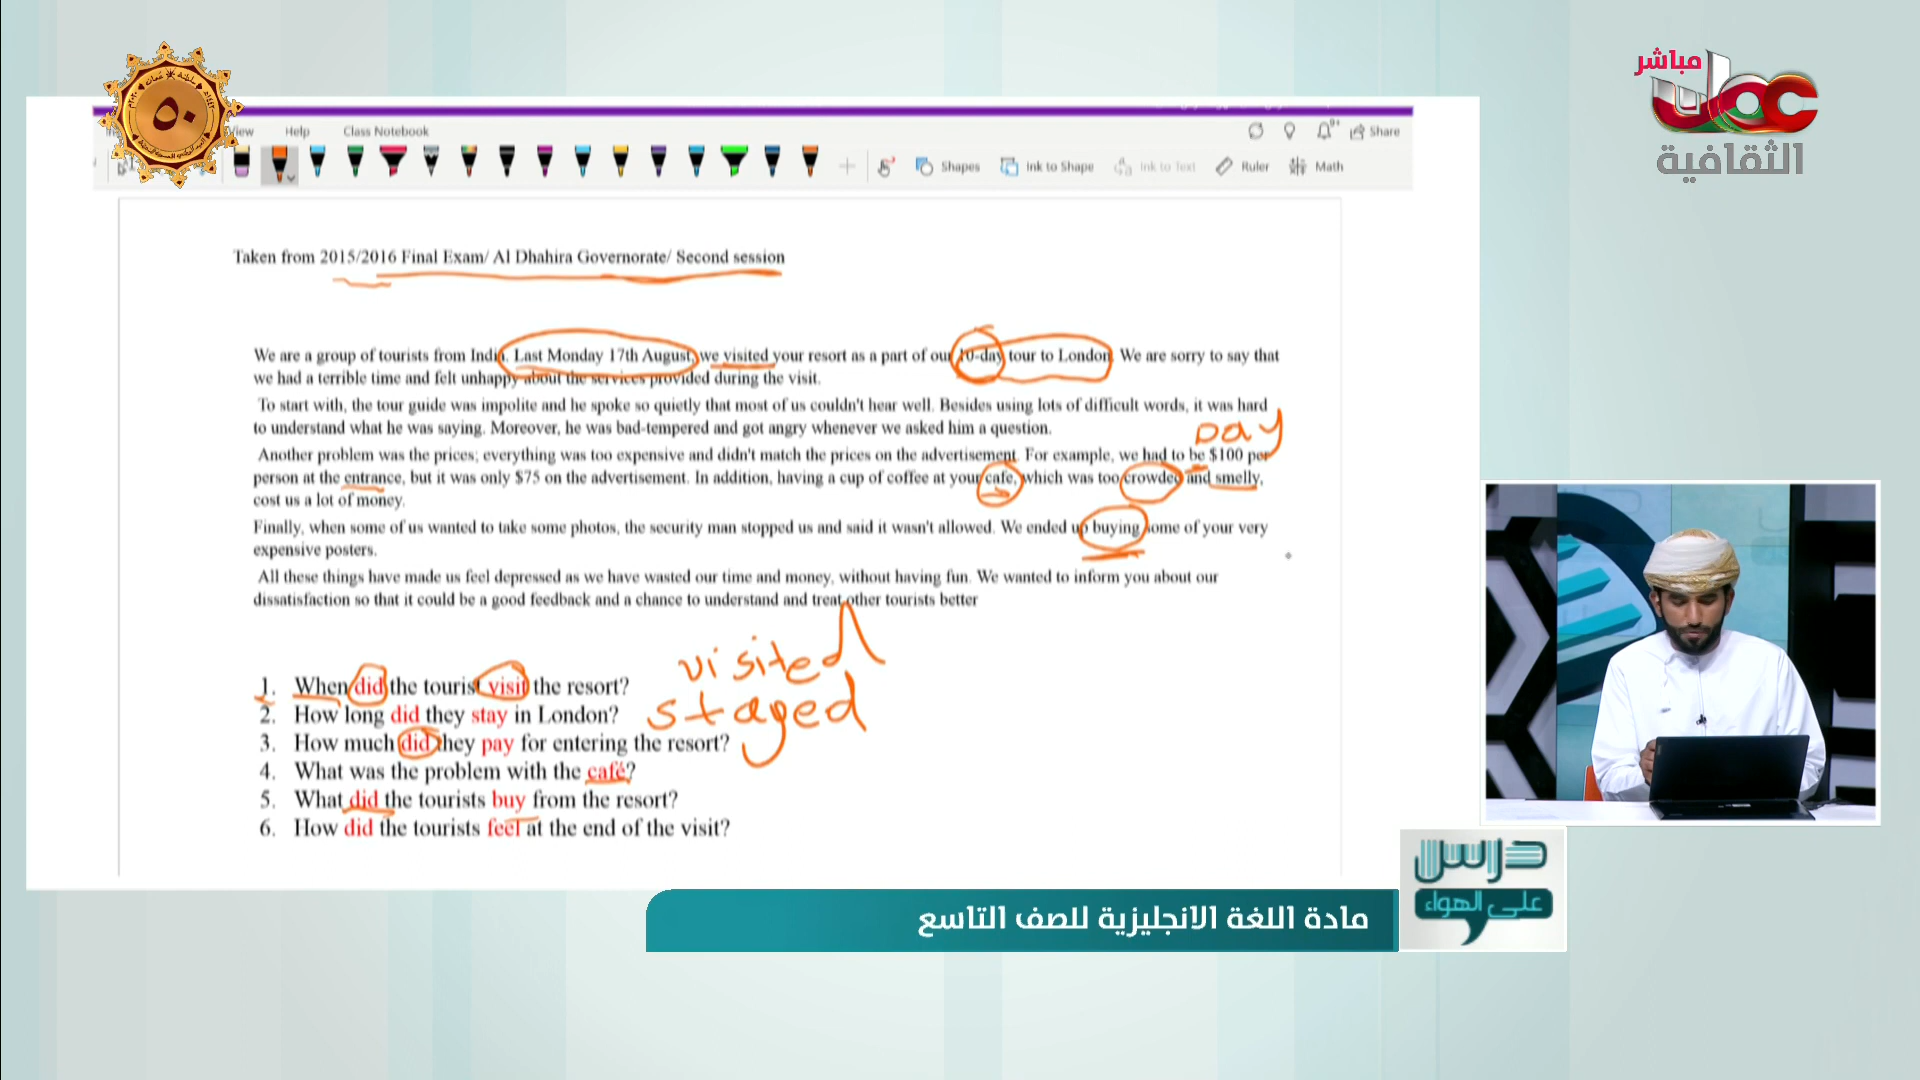 مباشر
عمان
الثقافية
٥٠
View Help Class Notebook Share
Shapes Ink to Shape Ink to Text Ruler Math
Taken from 2015/2016 Final Exam/ Al Dhahira Governorate/ Second session
We are a group of tourists from India. Last Monday 17th August, we visited your resort as a part of our 10-day tour to London. We are sorry to say that
we had a terrible time and felt unhappy about the services provided during the visit.
To start with, the tour guide was impolite and he spoke so quietly that most of us couldn't hear well. Besides using lots of difficult words, it was hard
to understand what he was saying. Moreover, he was bad-tempered and got angry whenever we asked him a question.
Pay
Another problem was the prices; everything was too expensive and didn't match the prices on the advertisement. For example, we had to be $100 per
person at the entrance, but it was only $75 on the advertisement. In addition, having a cup of coffee at your cafe, which was too crowded and smelly,
cost us a lot of money.
Finally, when some of us wanted to take some photos, the security man stopped us and said it wasn't allowed. We ended up buying some of your very
expensive posters.
All these things have made us feel depressed as we have wasted our time and money, without having fun. We wanted to inform you about our
dissatisfaction so that it could be a good feedback and a chance to understand and treat other tourists better
visited
1. When did the tourist visit the resort?
stayed
2. How long did they stay in London?
3. How much did they pay for entering the resort?
4. What was the problem with the café?
5. What did the tourists buy from the resort?
6. How did the tourists feel at the end of the visit?
درس
على الهواء
مادة اللغة الانجليزية للصف التاسع